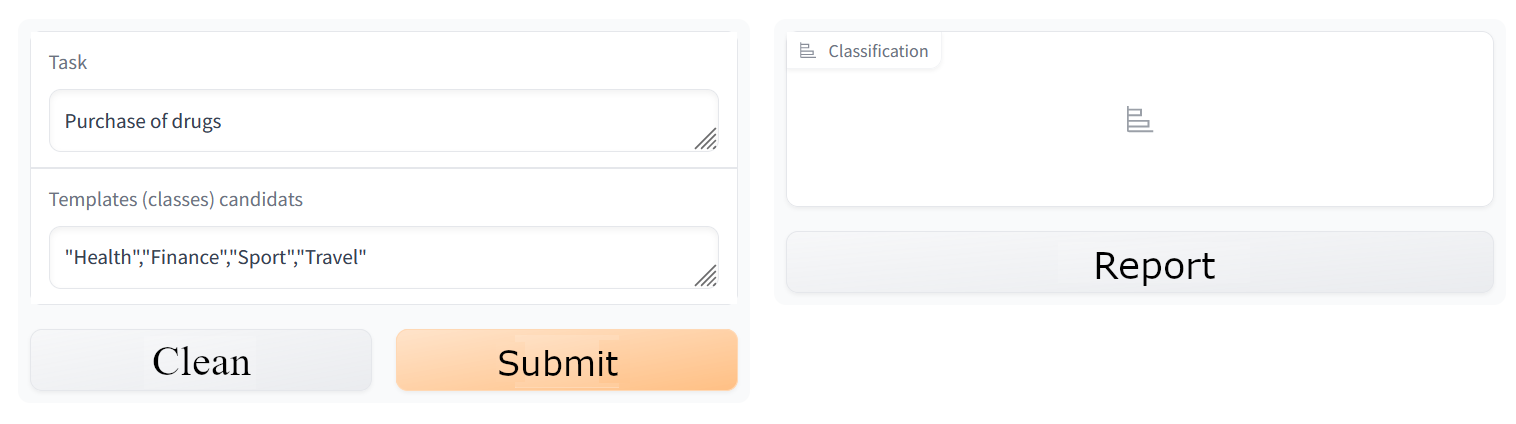 Task
Purchase of drugs
Templates (classes) candidats
"Health","Finance","Sport","Travel"
Clean
Submit
Classification
Report